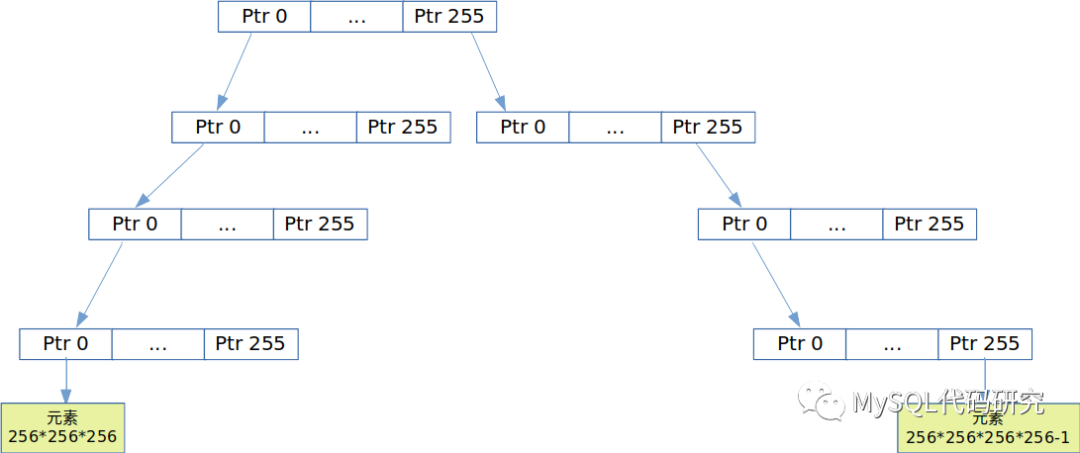 Ptr 0 ... Ptr 255
Ptr 0 ... Ptr 255 Ptr 0 ... Ptr 255
Ptr 0 ... Ptr 255 Ptr 0 ... Ptr 255
Ptr 0 ... Ptr 255 Ptr 0 ... Ptr 255
MySQL代码研究
元素 元素
256*256*256 256*256*256*256-1